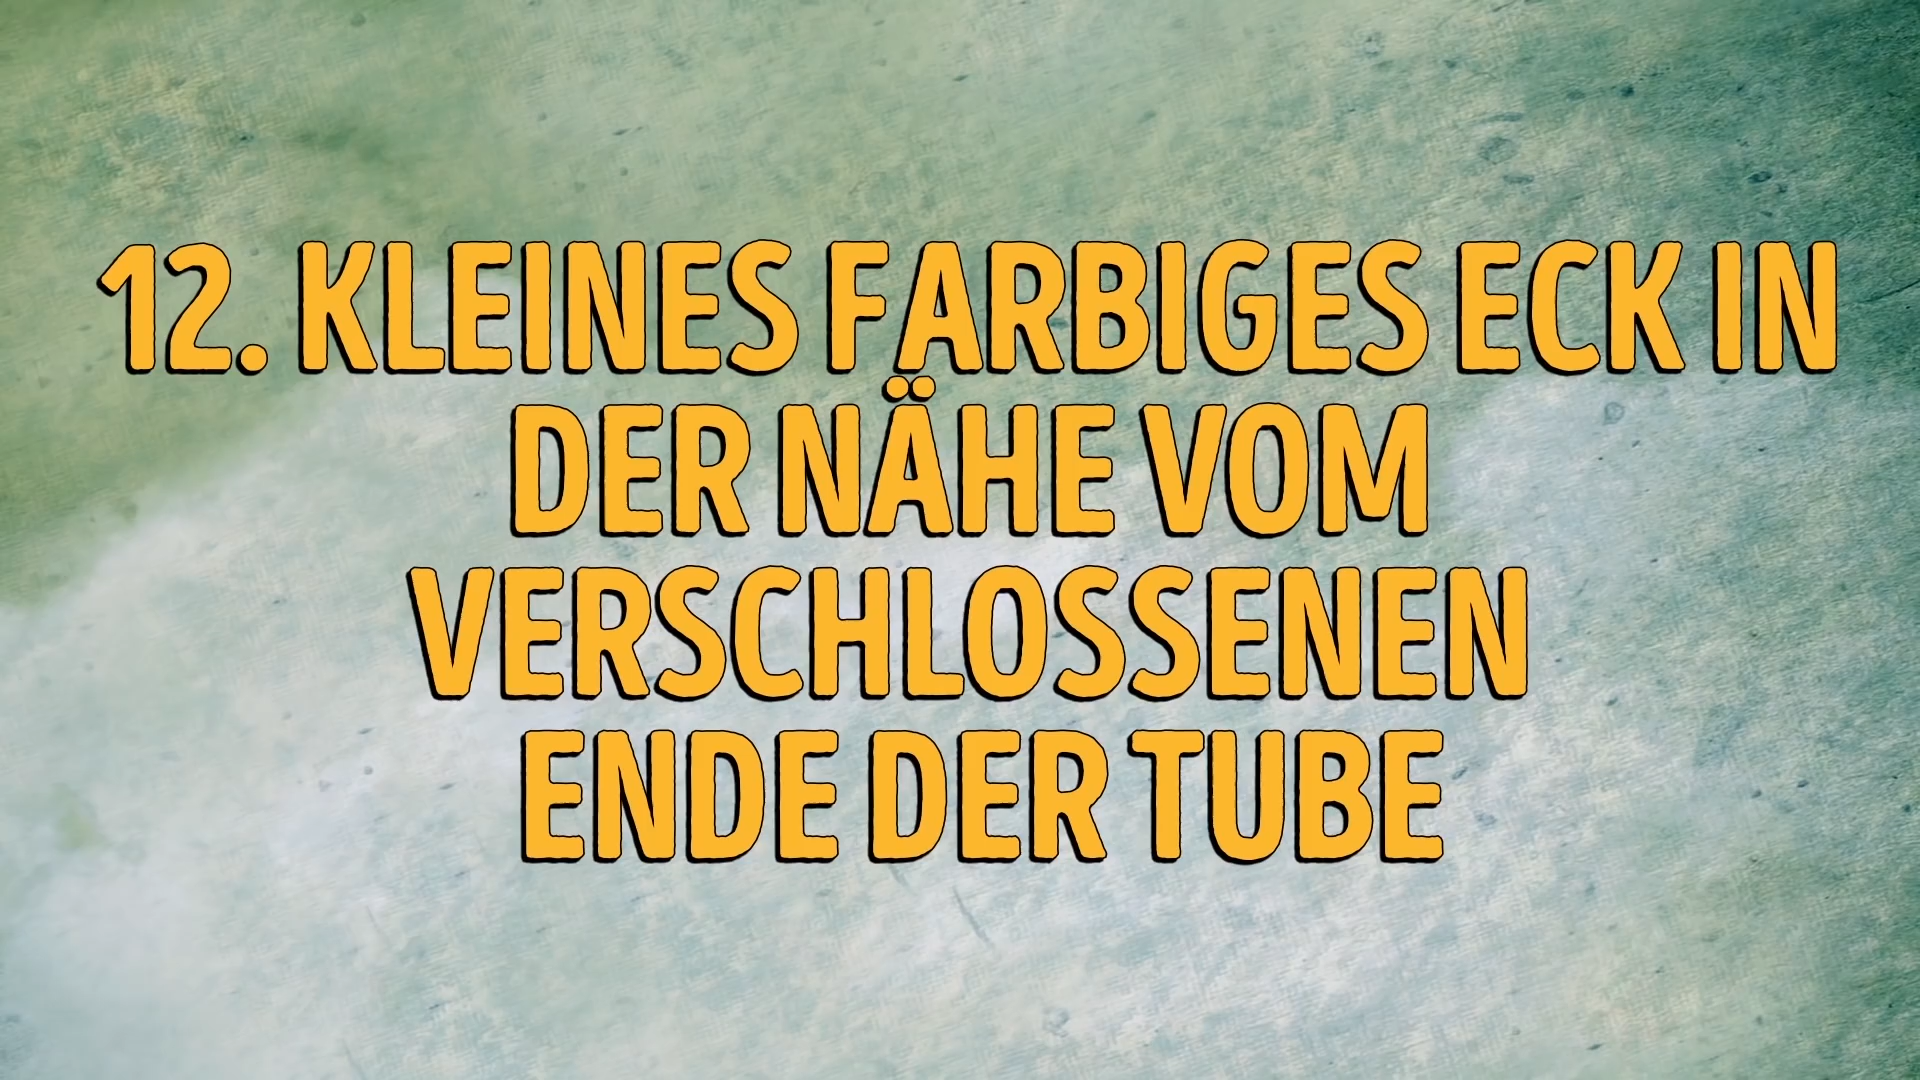 12. KLEINES FARBIGES ECK IN
DER NÄHE VOM
VERSCHLOSSENEN
ENDE DER TUBE